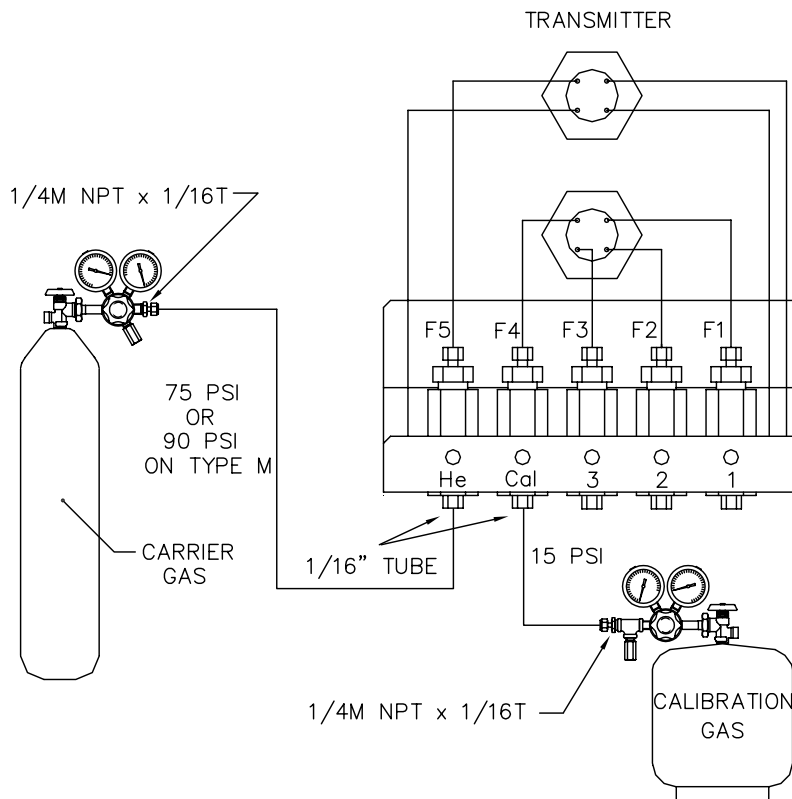 TRANSMITTER
1/4M NPT x 1/16T
F5 F4 F3 F2 F1
75 PSI
OR
90 PSI
ON TYPE M
He Cal 3 2 1
CARRIER
GAS
1/16" TUBE
15 PSI
1/4M NPT x 1/16T
CALIBRATION
GAS